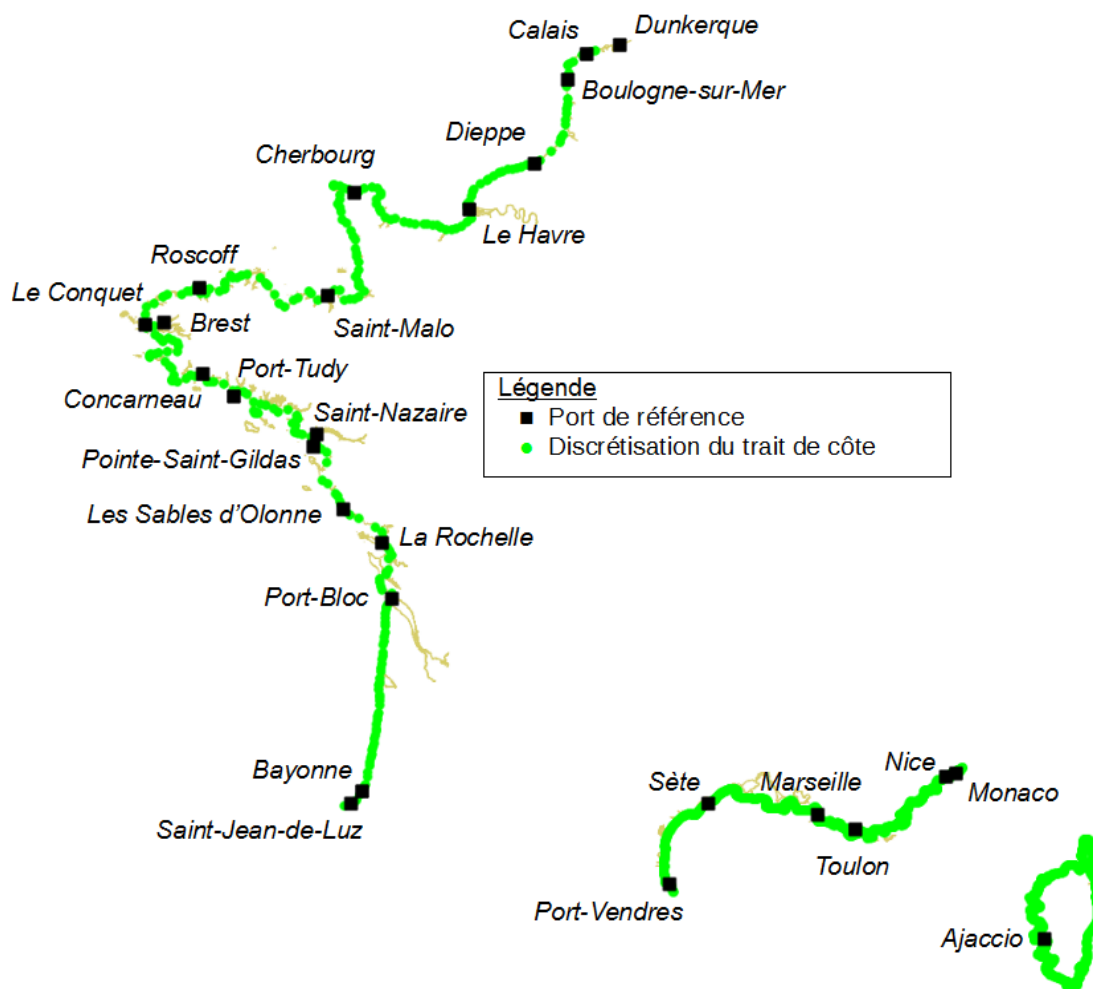 Calais
Dunkerque
Boulogne-sur-Mer
Dieppe
Cherbourg
Le Havre
Roscoff
Le Conquet
Brest
Saint-Malo
Port-Tudy
Concarneau
Saint-Nazaire
Pointe-Saint-Gildas
Les Sables d’Olonne
La Rochelle
Port-Bloc
Bayonne
Saint-Jean-de-Luz
Légende
Port de référence
Discrétisation du trait de côte
Nice
Sète
Marseille
Monaco
Toulon
Port-Vendres
Ajaccio